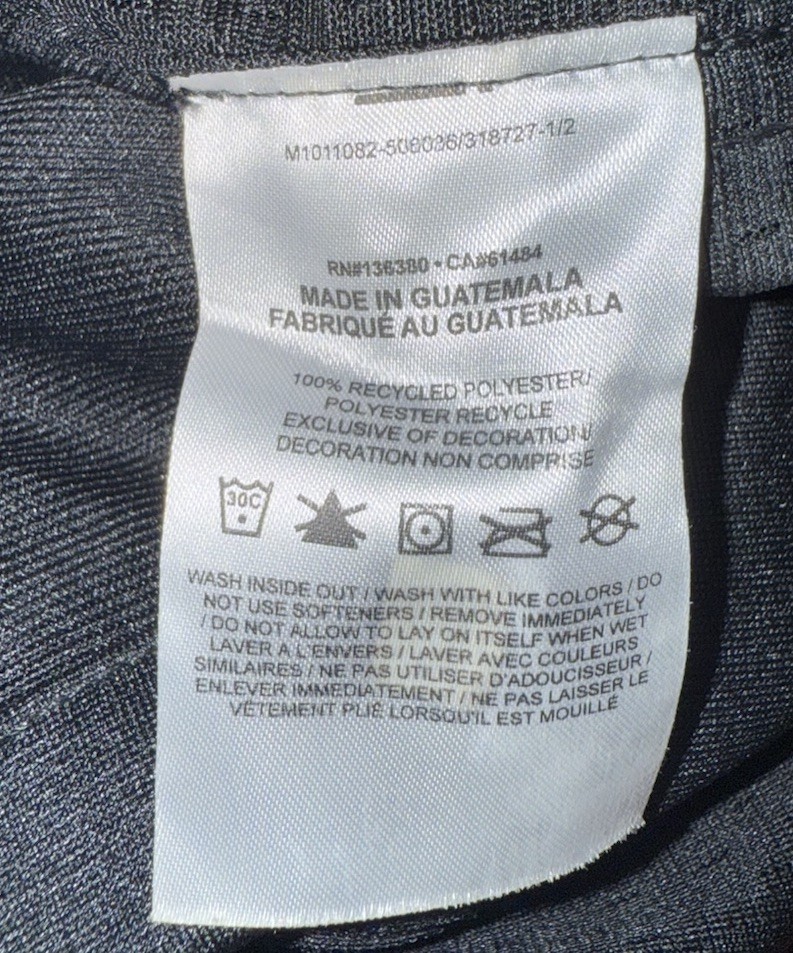 M1011082-506036/318727-1/2
RN#136380 • CA#61484
MADE IN GUATEMALA
FABRIQUÉ AU GUATEMALA
100% RECYCLED POLYESTER/
POLYESTER RECYCLE
EXCLUSIVE OF DECORATION/
DECORATION NON COMPRISE
30C
WASH INSIDE OUT / WASH WITH LIKE COLORS / DO
NOT USE SOFTENERS / REMOVE IMMEDIATELY
/ DO NOT ALLOW TO LAY ON ITSELF WHEN WET
LAVER A L'ENVERS / LAVER AVEC COULEURS
SIMILAIRES / NE PAS UTILISER D'ADOUCISSEUR /
ENLEVER IMMEDIATEMENT / NE PAS LAISSER LE
VÊTEMENT PLIÉ LORSQU'IL EST MOUILLÉ